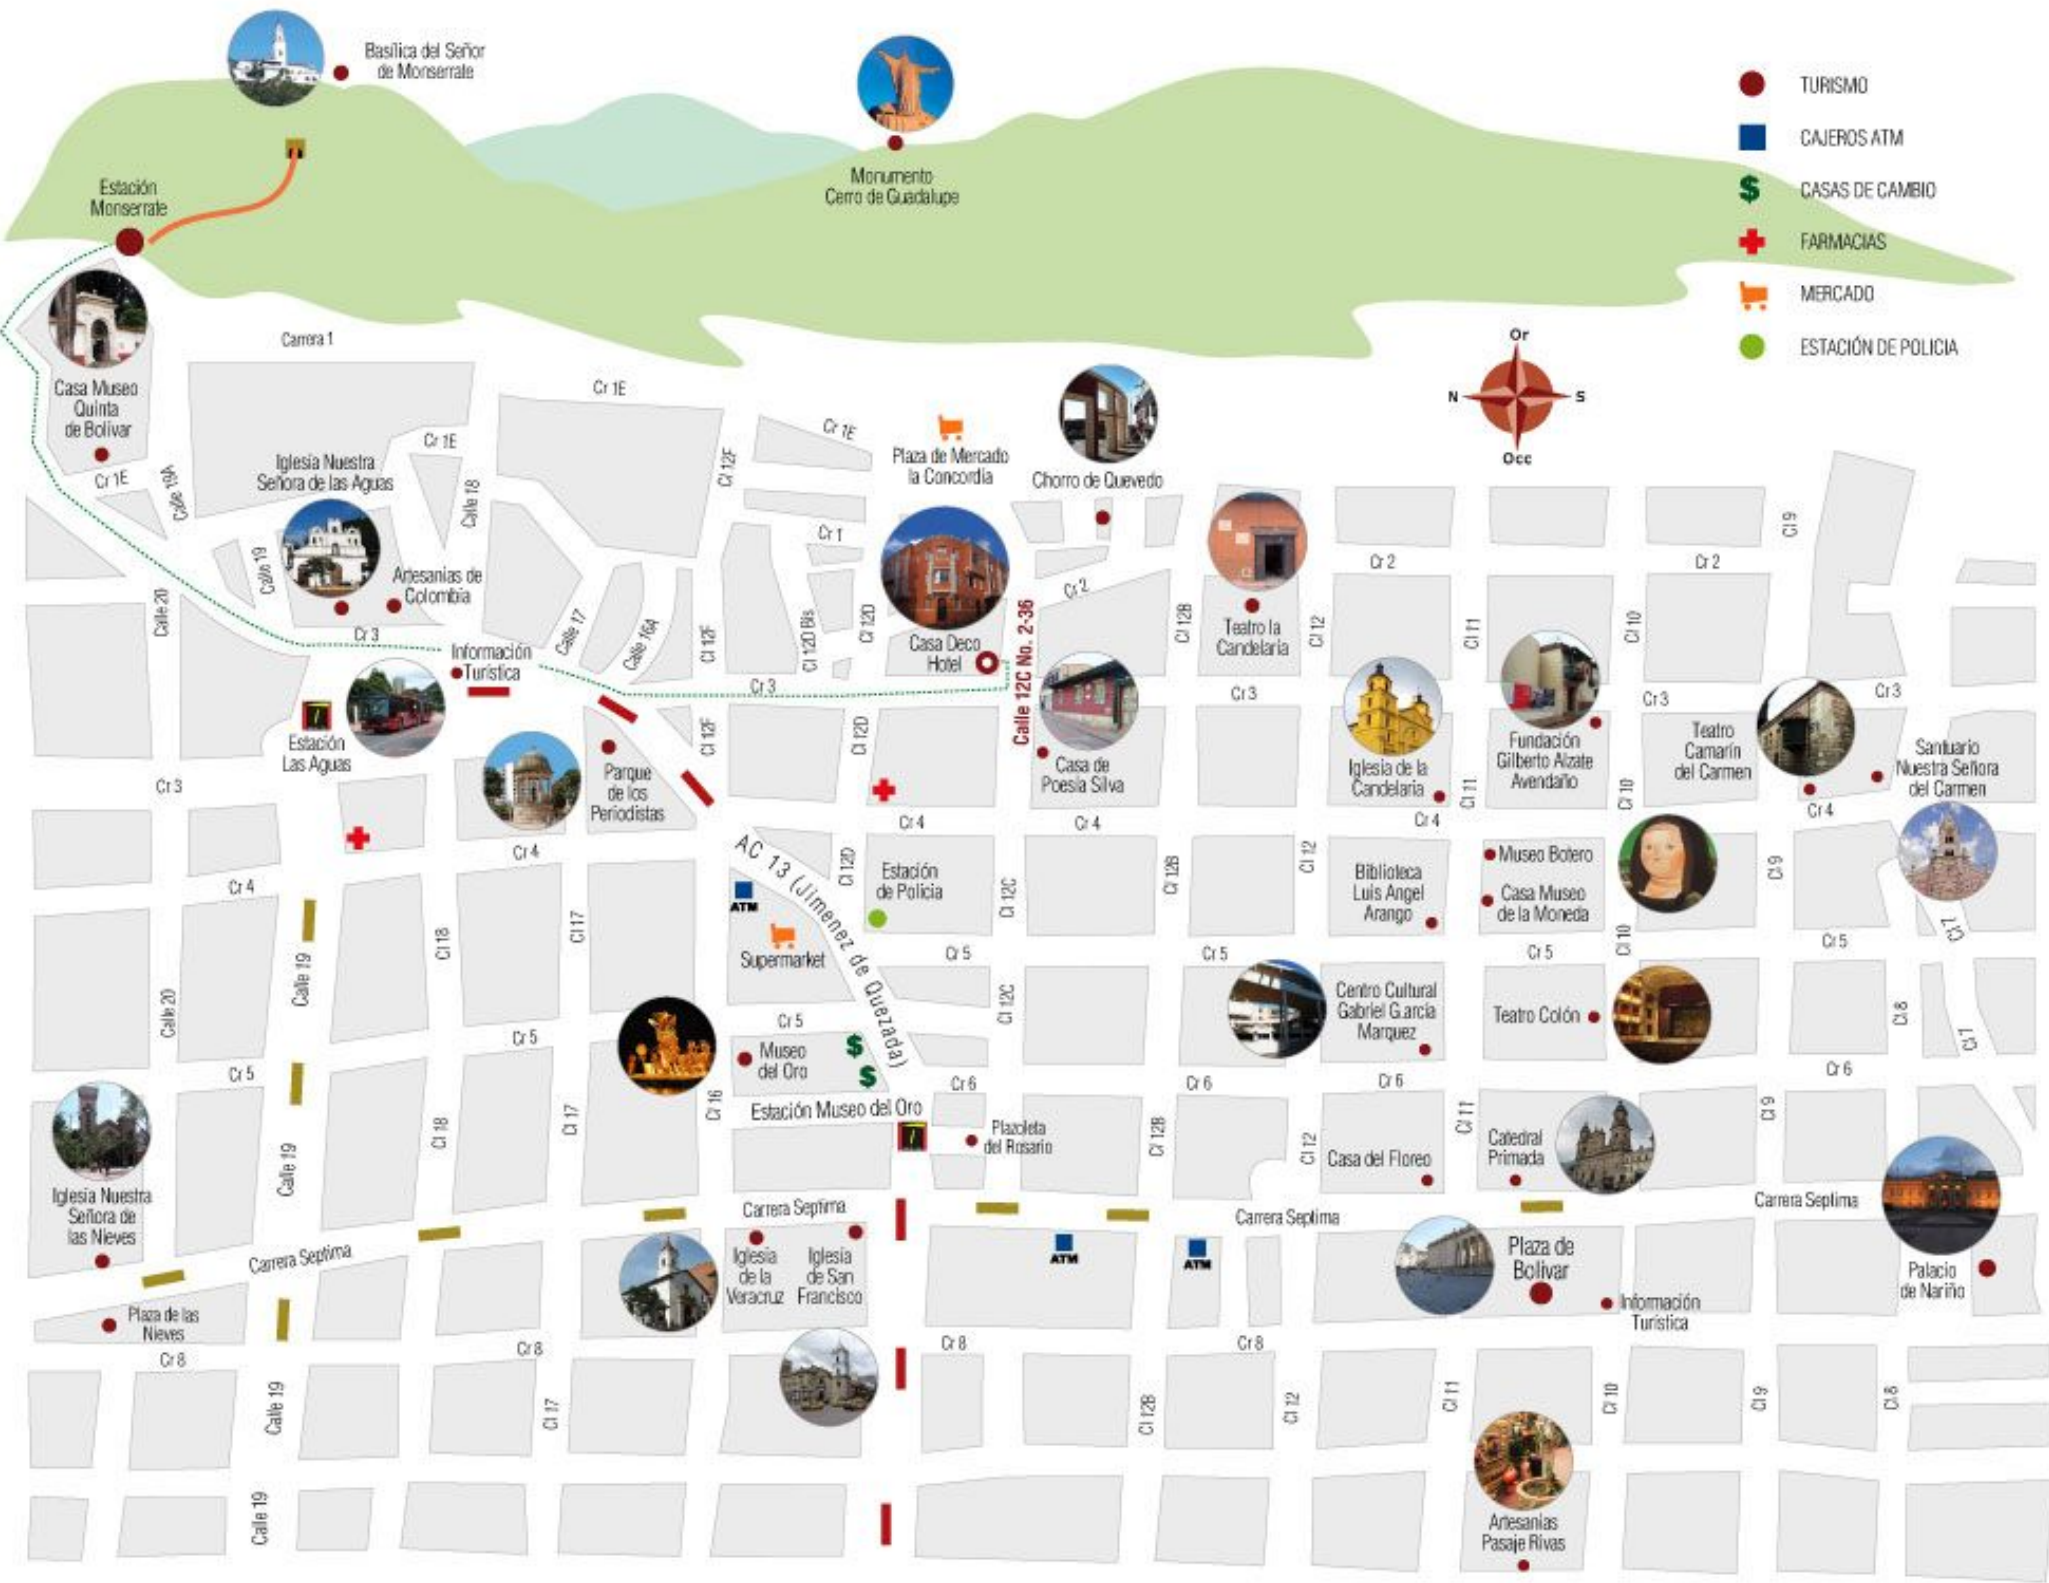 Basílica del Señor
de Monserrate
TURISMO
CAJEROS ATM
CASAS DE CAMBIO
FARMACIAS
MERCADO
ESTACIÓN DE POLICIA
Monumento
Cerro de Guadalupe
Estación
Monserrate
Or
N
S
Occ
Carrera 1
Casa Museo
Quinta
de Bolivar
Cr 1E
Cr 1E
Cr 1E
Cr 1E
Calle 19A
Iglesia Nuestra
Señora de las Aguas
Calle 18
Cl 12F
Plaza de Mercado
la Concordia
Chorro de Quevedo
Cr 1
Cl 9
Calle 19
Artesanias de
Colombia
Calle 20
Cr 3
Información
Turística
Calle 17
Calle 16A
Cl 12F
Cl 12D Bis
Cl 12D
Casa Deco
Hotel
Calle 12C No. 2-36
Cr 2
Cr 2
Cr 2
Cl 12B
Teatro la
Candelaria
Cl 12
Cl 11
Cl 10
Cr 3
Cr 3
Cr 3
Cr 3
Estación
Las Aguas
Cr 3
Parque
de los
Periodistas
Cl 12F
Cl 12D
Casa de
Poesia Silva
Iglesia de la
Candelaria
Cl 11
Fundación
Gilberto Alzate
Avendaño
Cl 10
Teatro
Camarín
del Carmen
Santuario
Nuestra Señora
del Carmen
Cr 4
Cr 4
Cr 4
Cr 4
Cr 4
Cr 4
AC 13 (Jimenez de Quezada)
ATM
Supermarket
Cl 12D
Estación
de Policia
Cl 12C
Cl 12B
Cl 12
Biblioteca
Luis Angel
Arango
Museo Botero
Casa Museo
de la Moneda
Cl 10
Cl 9
Cl 7
Calle 19
Cl 18
Cl 17
Calle 20
Cr 5
Cr 5
Cr 5
Cr 5
Cr 5
Cr 5
Cr 5
Cl 12C
Centro Cultural
Gabriel G.arcía
Marquez
Teatro Colón
Cl 8
Cl 7
Museo
del Oro
Cl 16
Estación Museo del Oro
Cr 6
Cr 6
Cr 6
Cr 6
Plazoleta
del Rosario
Cl 12B
Cl 12
Casa del Floreo
Cl 11
Catedral
Primada
Cl 9
Calle 19
Cl 18
Cl 17
Iglesia Nuestra
Señora de
las Nieves
Carrera Septima
Carrera Septima
Carrera Septima
Carrera Septima
Iglesia
de la
Veracruz
Iglesia
de San
Francisco
ATM
ATM
Plaza de
Bolivar
Información
Turistica
Palacio
de Nariño
Plaza de las
Nieves
Cr 8
Cr 8
Cr 8
Cr 8
Calle 19
Cl 17
Cl 12B
Cl 12
Cl 11
Cl 10
Cl 9
Cl 8
Calle 19
Artesanias
Pasaje Rivas